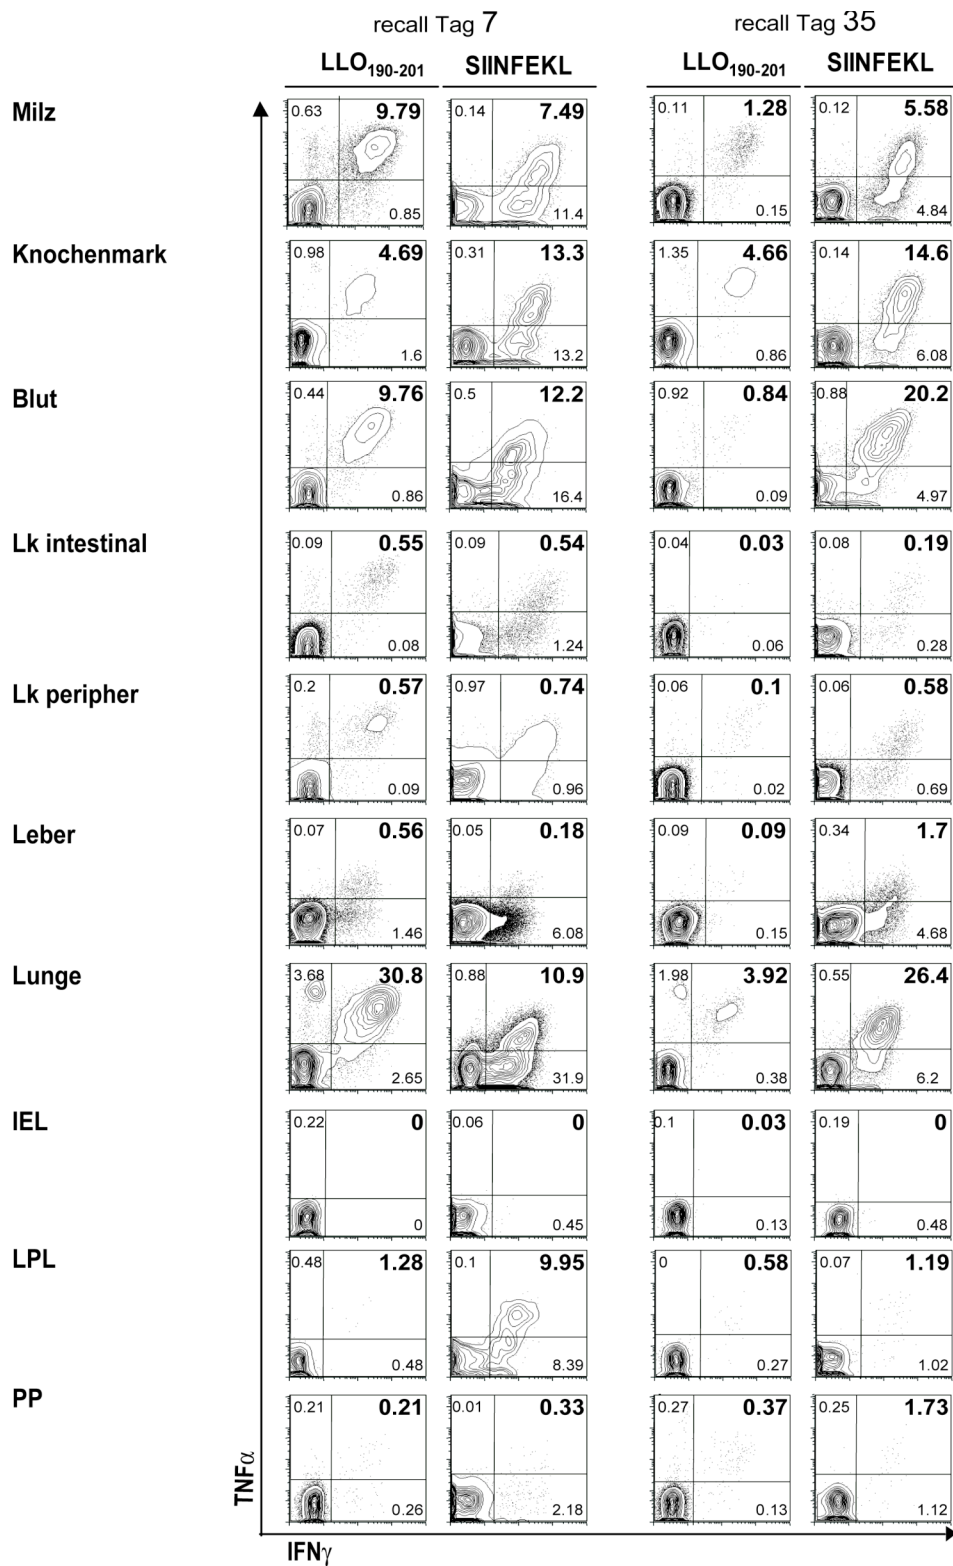 recall Tag 7 recall Tag 35
LLO190-201 SIINFEKL LLO190-201 SIINFEKL
Milz 0.63 9.79 0.14 7.49 0.11 1.28 0.12 5.58
0.85 11.4 0.15 4.84
Knochenmark 0.98 4.69 0.31 13.3 1.35 4.66 0.14 14.6
1.6 13.2 0.86 6.08
Blut 0.44 9.76 0.5 12.2 0.92 0.84 0.88 20.2
0.86 16.4 0.09 4.97
Lk intestinal 0.09 0.55 0.09 0.54 0.04 0.03 0.08 0.19
0.08 1.24 0.06 0.28
Lk peripher 0.2 0.57 0.97 0.74 0.06 0.1 0.06 0.58
0.09 0.96 0.02 0.69
Leber 0.07 0.56 0.05 0.18 0.09 0.09 0.34 1.7
1.46 6.08 0.15 4.68
Lunge 3.68 30.8 0.88 10.9 1.98 3.92 0.55 26.4
2.65 31.9 0.38 6.2
IEL 0.22 0 0.06 0 0.1 0.03 0.19 0
0 0.45 0.13 0.48
LPL 0.48 1.28 0.1 9.95 0 0.58 0.07 1.19
0.48 8.39 0.27 1.02
PP 0.21 0.21 0.01 0.33 0.27 0.37 0.25 1.73
0.26 2.18 0.13 1.12
TNFα
IFNγ